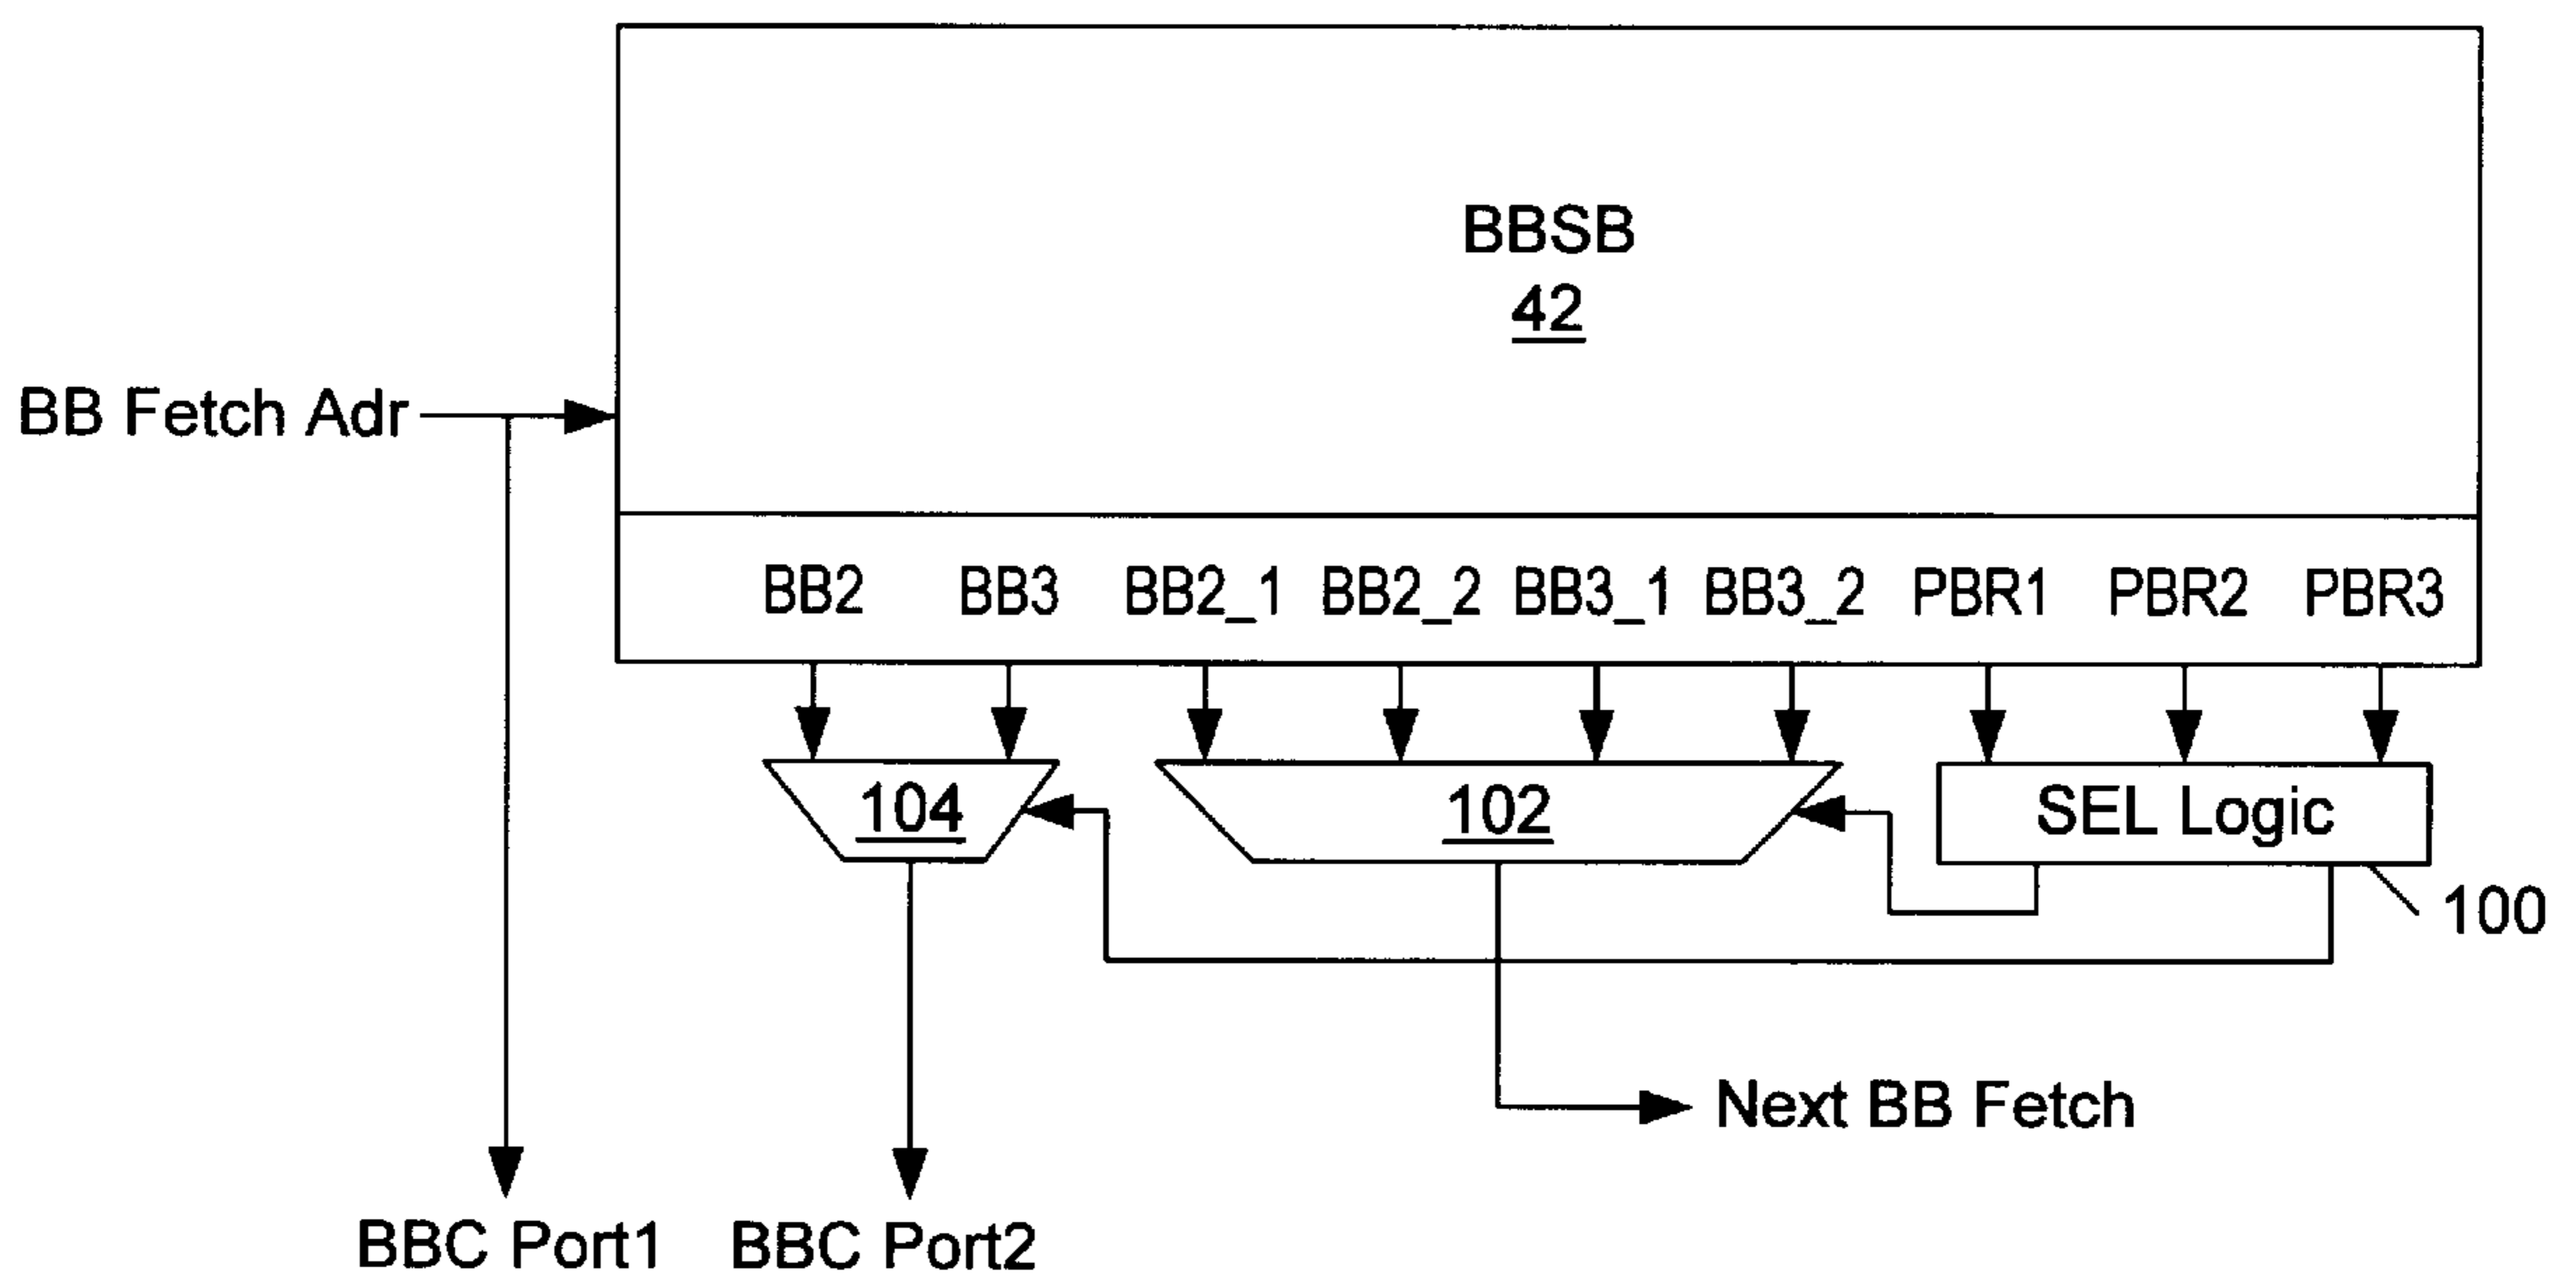 BBSB
42
BB Fetch Adr
BB2 BB3 BB2_1 BB2_2 BB3_1 BB3_2 PBR1 PBR2 PBR3
104 102 SEL Logic
100
Next BB Fetch
BBC Port1 BBC Port2